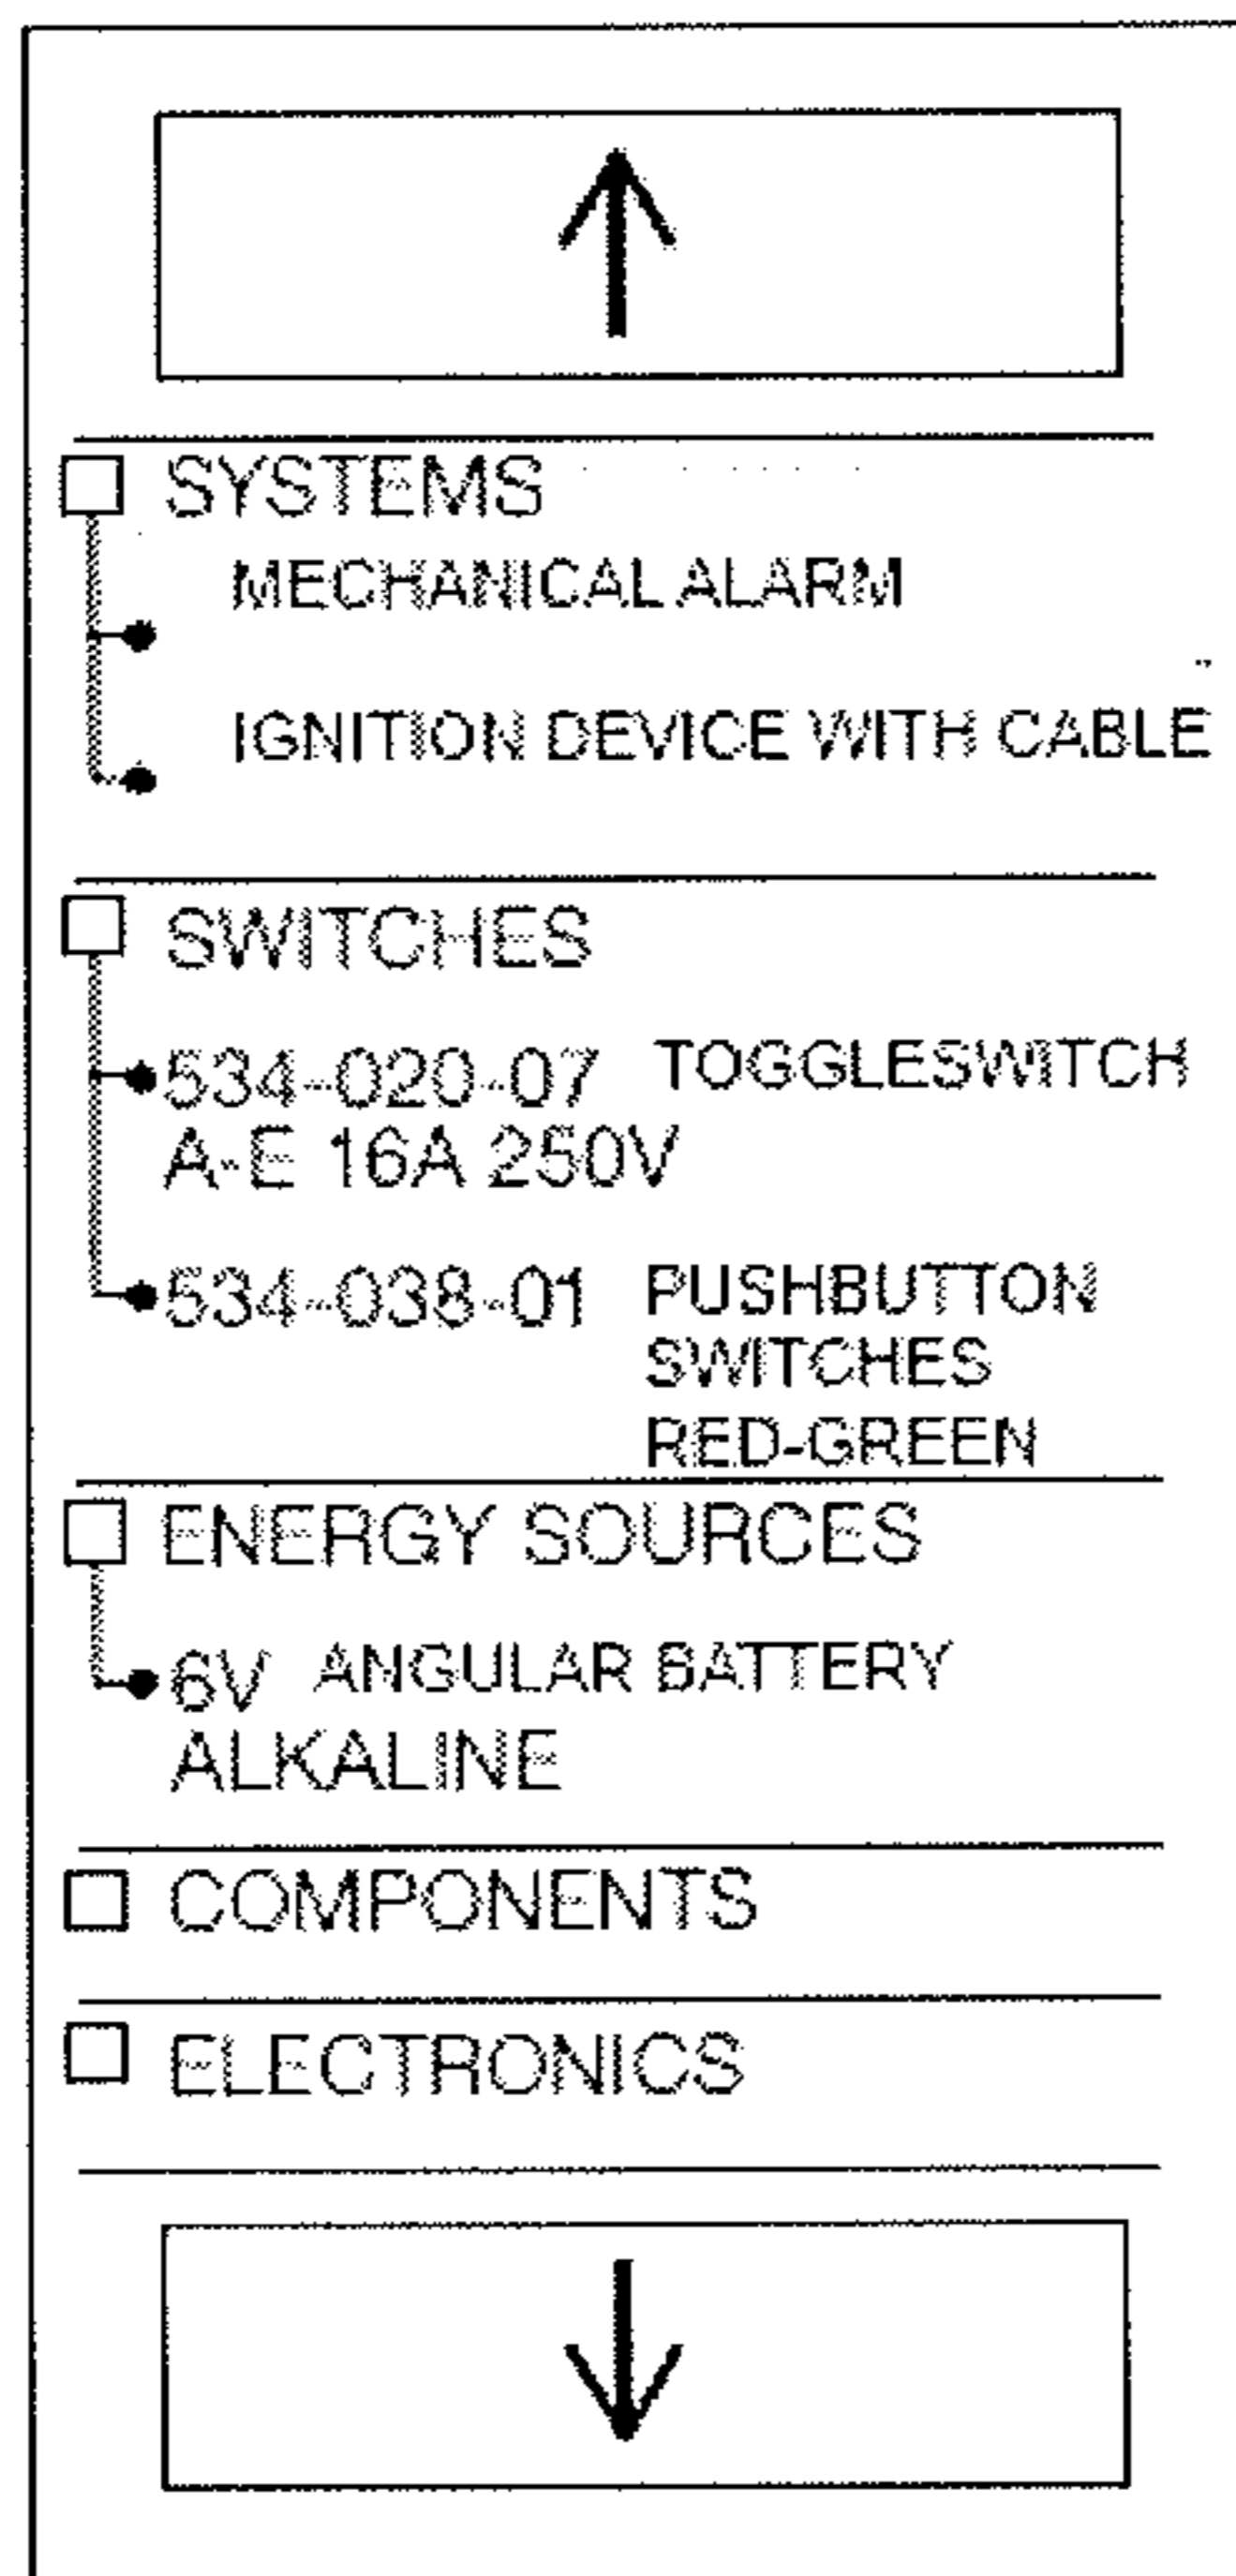 SYSTEMS
MECHANICAL ALARM
IGNITION DEVICE WITH CABLE
SWITCHES
534-020-07 TOGGLESWITCH
A-E 16A 250V
534-038-01 PUSHBUTTON
SWITCHES
RED-GREEN
ENERGY SOURCES
6V ANGULAR BATTERY
ALKALINE
COMPONENTS
ELECTRONICS